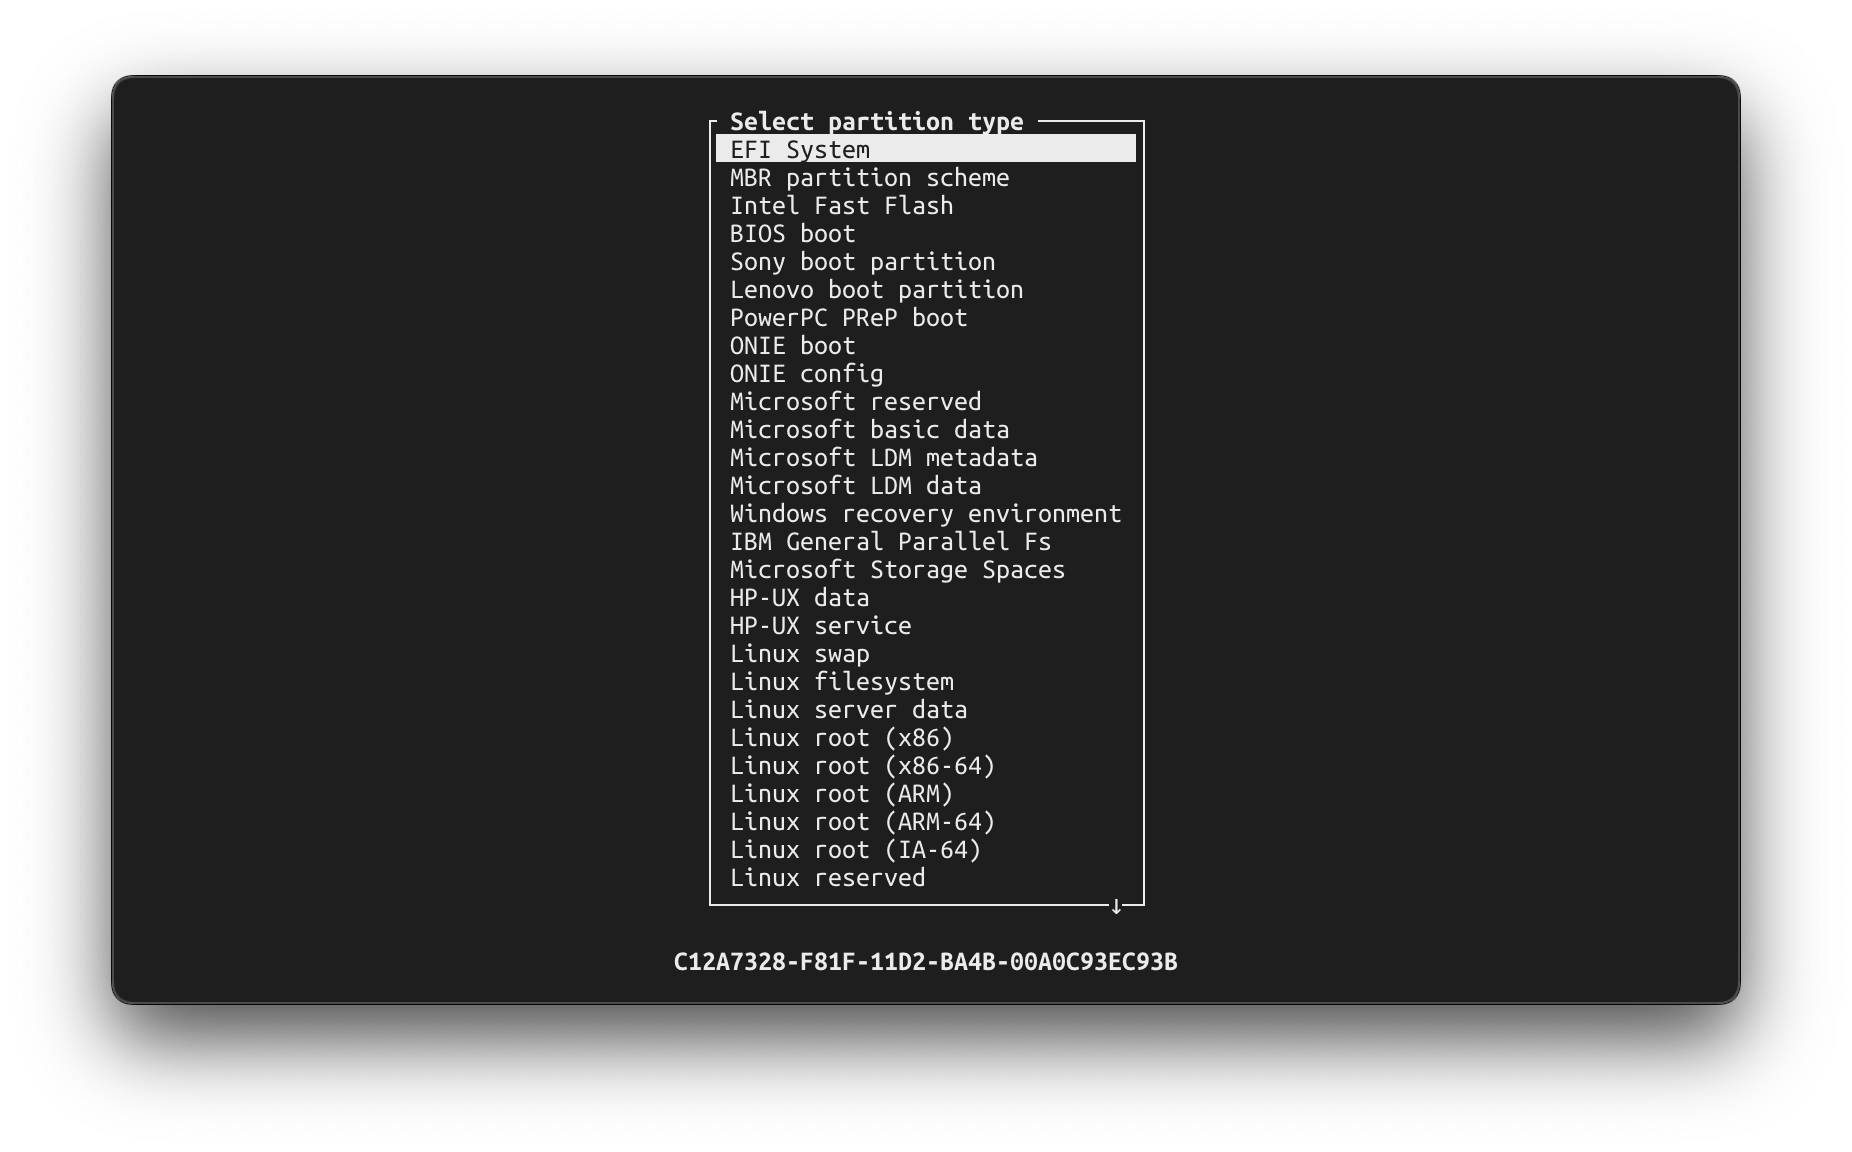 Select partition type
EFI System
MBR partition scheme
Intel Fast Flash
BIOS boot
Sony boot partition
Lenovo boot partition
PowerPC PReP boot
ONIE boot
ONIE config
Microsoft reserved
Microsoft basic data
Microsoft LDM metadata
Microsoft LDM data
Windows recovery environment
IBM General Parallel Fs
Microsoft Storage Spaces
HP-UX data
HP-UX service
Linux swap
Linux filesystem
Linux server data
Linux root (x86)
Linux root (x86-64)
Linux root (ARM)
Linux root (ARM-64)
Linux root (IA-64)
Linux reserved
↓
C12A7328-F81F-11D2-BA4B-00A0C93EC93B